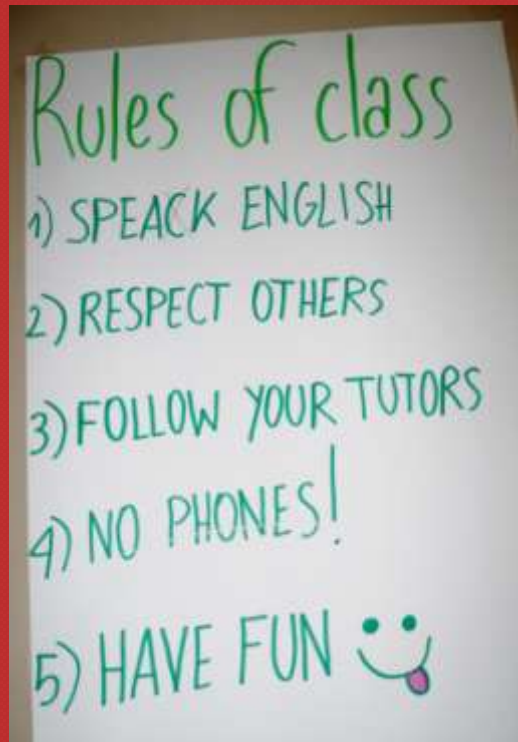 Rules of class
1) SPEACK ENGLISH
2) RESPECT OTHERS
3) FOLLOW YOUR TUTORS
4) NO PHONES!
5) HAVE FUN